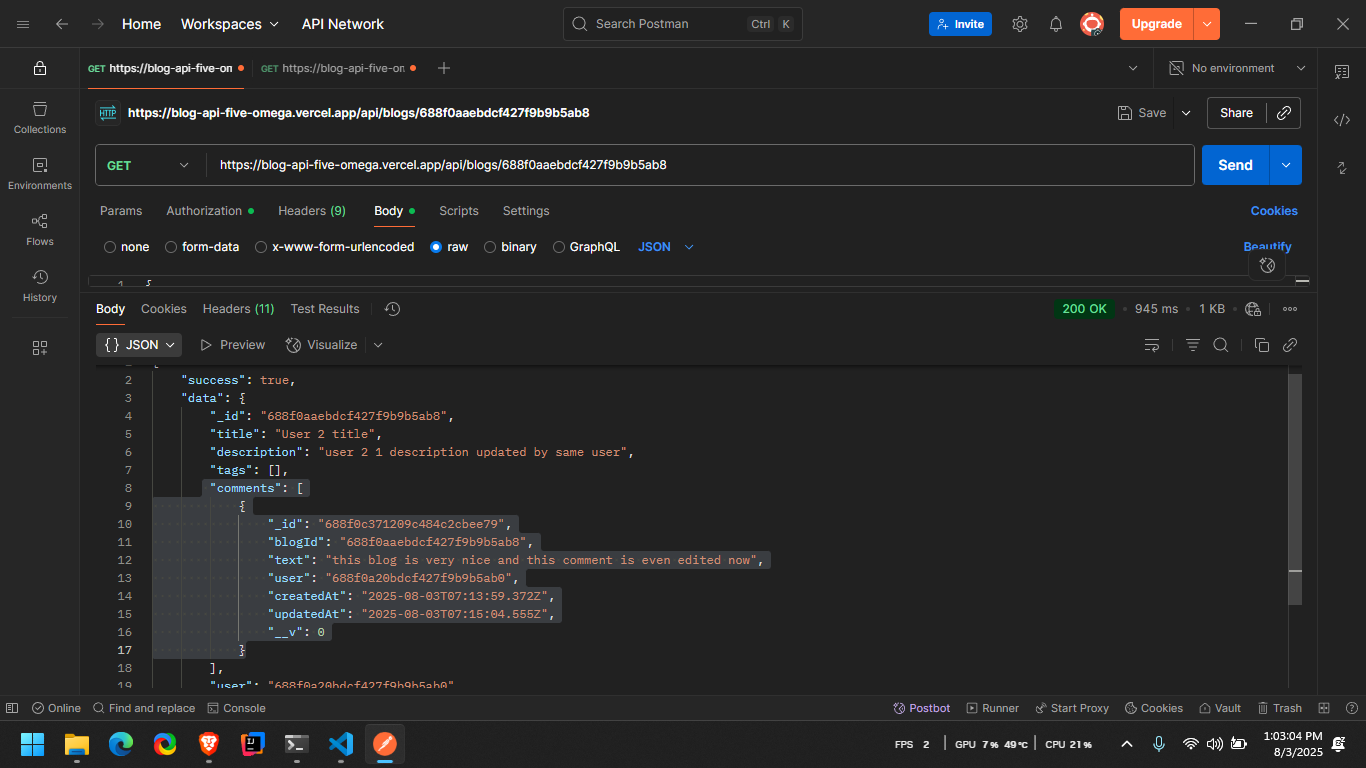 Home Workspaces API Network Search Postman Ctrl K Invite Upgrade
GET https://blog-api-five-on GET https://blog-api-five-on No environment
HTTP https://blog-api-five-omega.vercel.app/api/blogs/688f0aaebdcf427f9b9b5ab8 Save Share
GET https://blog-api-five-omega.vercel.app/api/blogs/688f0aaebdcf427f9b9b5ab8 Send
Collections
Environments
Flows
History
Params Authorization Headers (9) Body Scripts Settings Cookies
none form-data x-www-form-urlencoded raw binary GraphQL JSON Beautify
1 {
Body Cookies Headers (11) Test Results 200 OK 945 ms 1 KB
{} JSON Preview Visualize
2 "success": true,
3 "data": {
4 "_id": "688f0aaebdcf427f9b9b5ab8",
5 "title": "User 2 title",
6 "description": "user 2 1 description updated by same user",
7 "tags": [],
8 "comments": [
9 {
10 "_id": "688f0c371209c484c2cbee79",
11 "blogId": "688f0aaebdcf427f9b9b5ab8",
12 "text": "this blog is very nice and this comment is even edited now",
13 "user": "688f0a20bdcf427f9b9b5ab0",
14 "createdAt": "2025-08-03T07:13:59.372Z",
15 "updatedAt": "2025-08-03T07:15:04.555Z",
16 "__v": 0
17 }
18 ],
19 "user": "688f0a20bdcf427f9b9b5ab0"
Online Find and replace Console Postbot Runner Start Proxy Cookies Vault Trash
FPS 2 GPU 7% 49℃ CPU 21% 1:03:04 PM
8/3/2025